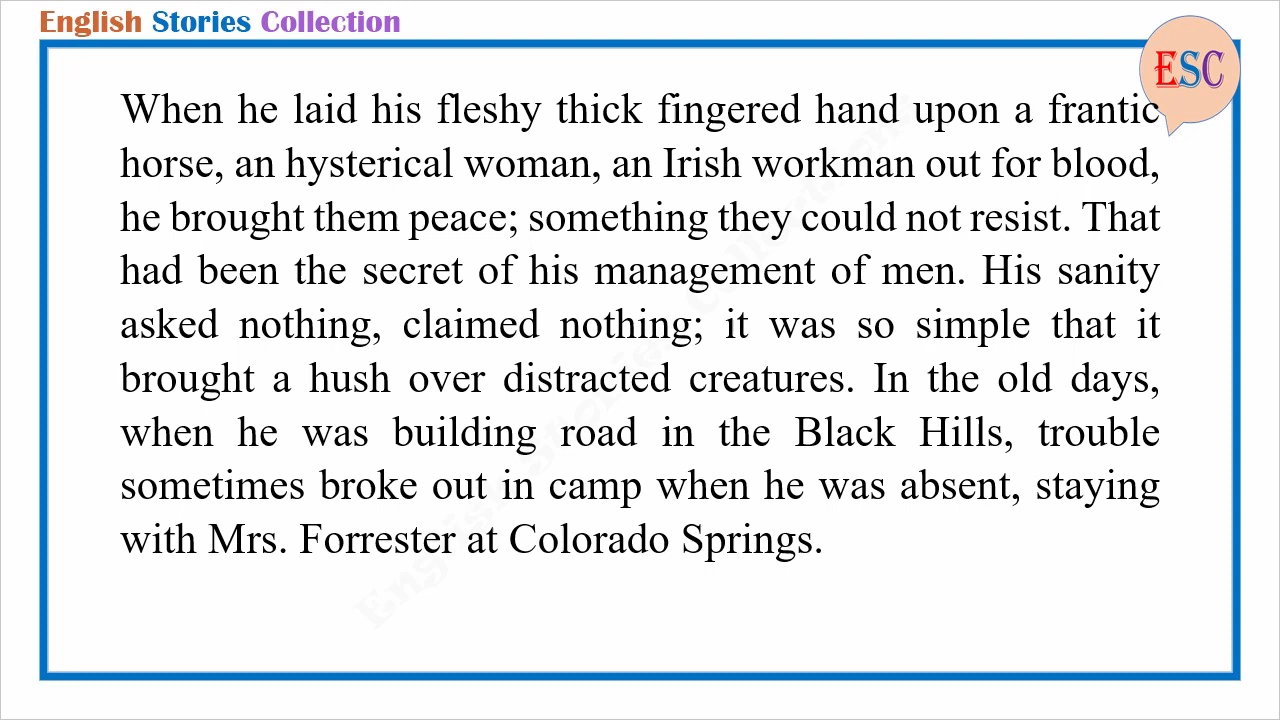 English Stories Collection
ESC
When he laid his fleshy thick fingered hand upon a frantic
horse, an hysterical woman, an Irish workman out for blood,
he brought them peace; something they could not resist. That
had been the secret of his management of men. His sanity
asked nothing, claimed nothing; it was so simple that it
brought a hush over distracted creatures. In the old days,
when he was building road in the Black Hills, trouble
sometimes broke out in camp when he was absent, staying
with Mrs. Forrester at Colorado Springs.
English Stories Collections